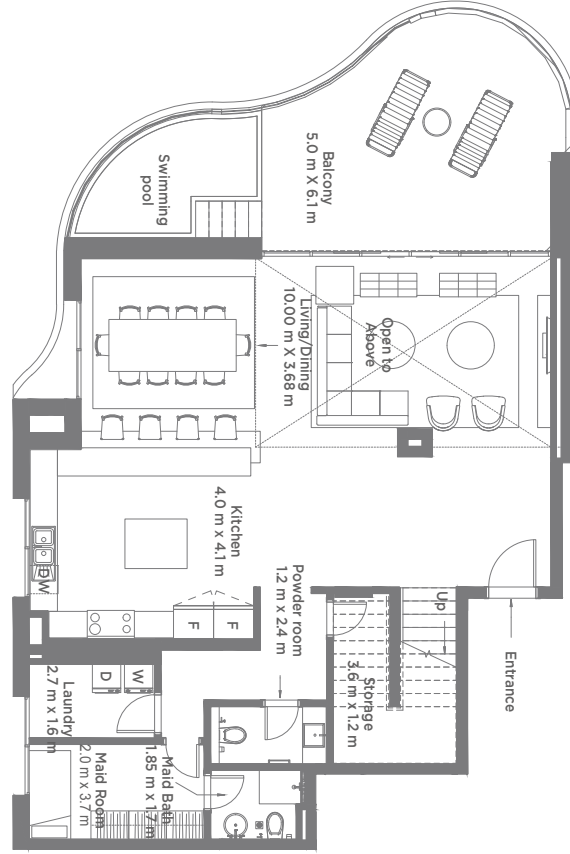 Balcony
5.0 m X 6.1 m
Swimming
pool
Living/Dining
10.00 m X 3.68 m
Open to
Above
Kitchen
4.0 m x 4.1 m
DW
F
F
Powder room
1.2 m x 2.4 m
Up
Entrance
Storage
3.6 m x 1.2 m
D
W
Laundry
2.7 m x 1.6 m
Maid Bath
1.85 m x 1.7 m
Maid Room
2.0 m x 3.7 m